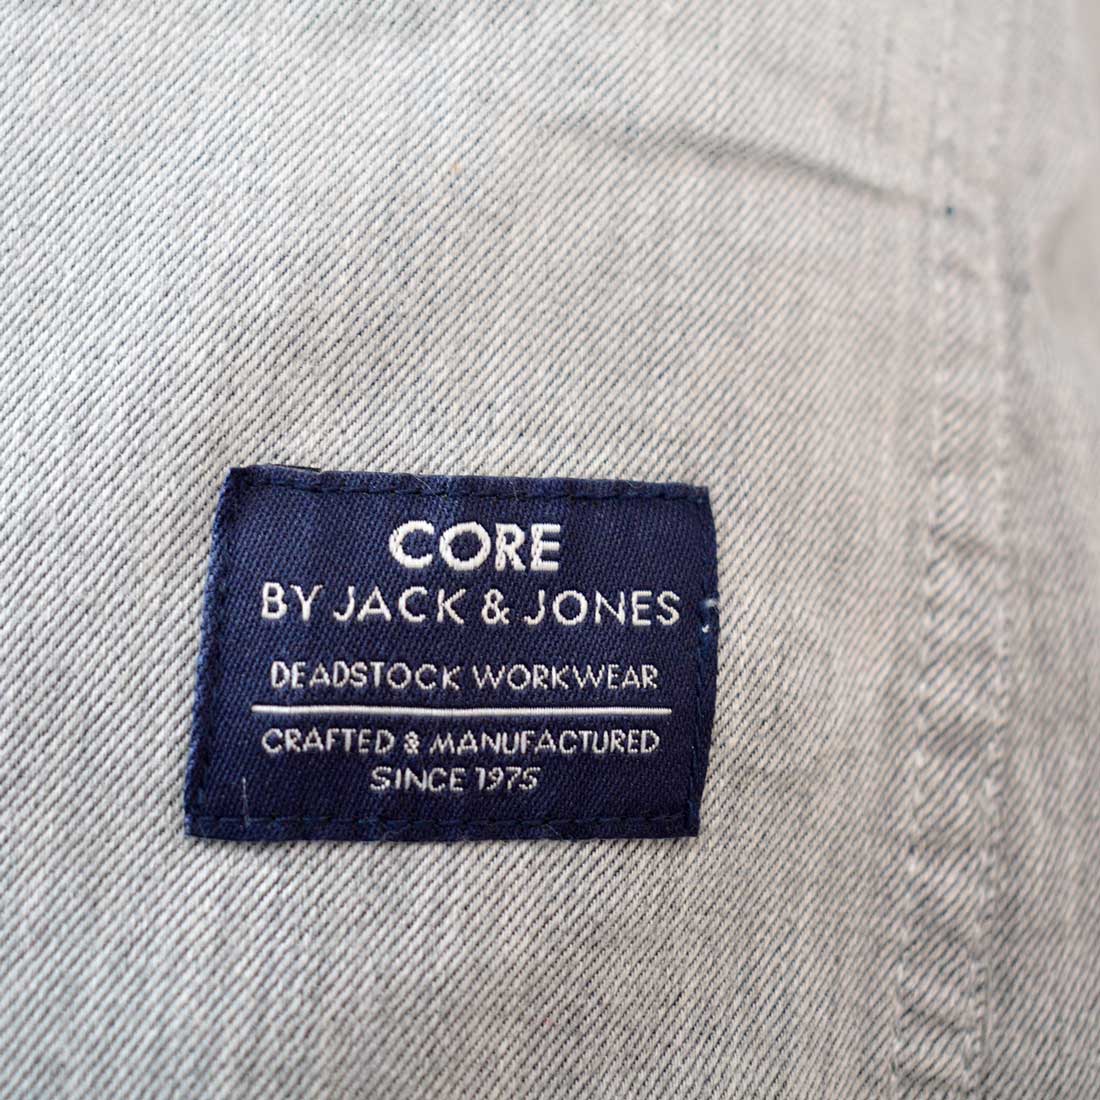 CORE
BY JACK & JONES
DEADSTOCK WORKWEAR
CRAFTED & MANUFACTURED
SINCE 1975